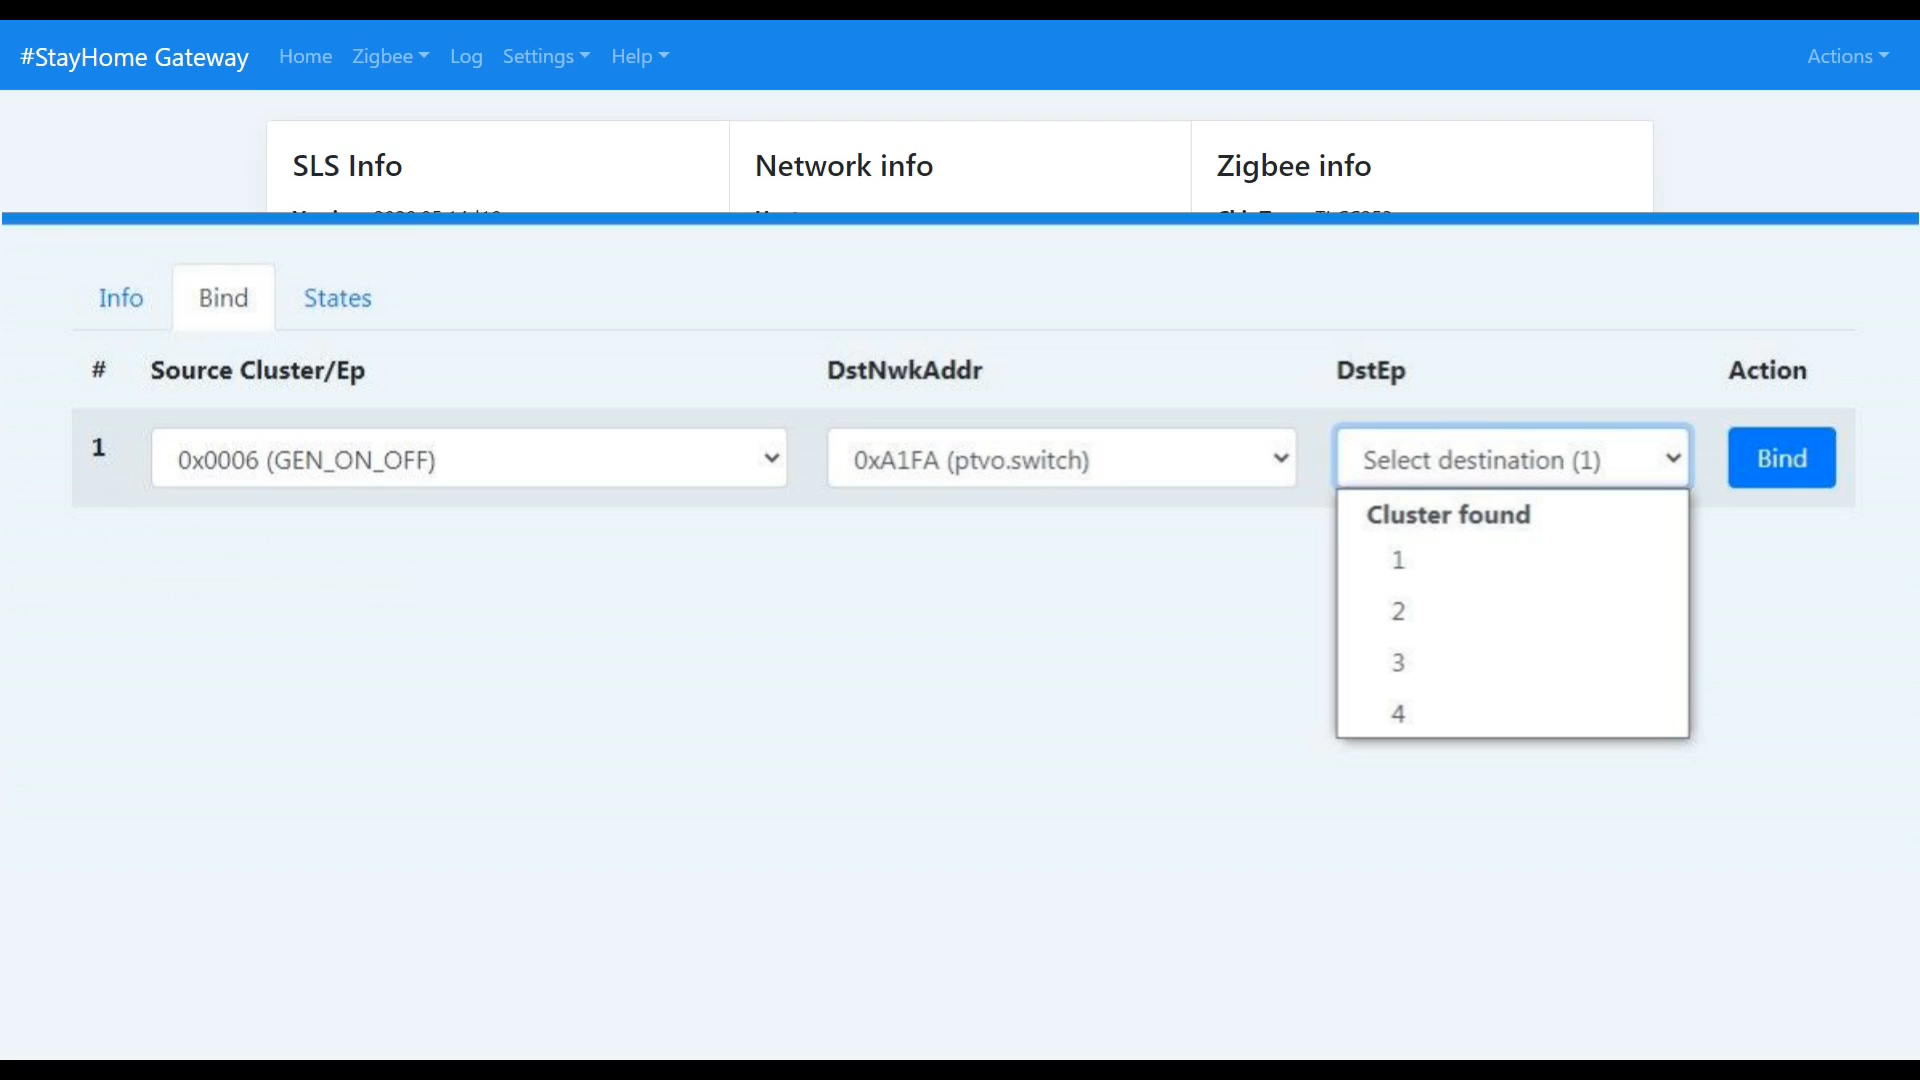 #StayHome Gateway Home Zigbee Log Settings Help Actions
SLS Info Network info Zigbee info
Info Bind States
# Source Cluster/Ep DstNwkAddr DstEp Action
1 0x0006 (GEN_ON_OFF) 0xA1FA (ptvo.switch) Select destination (1) Bind
Cluster found
1
2
3
4